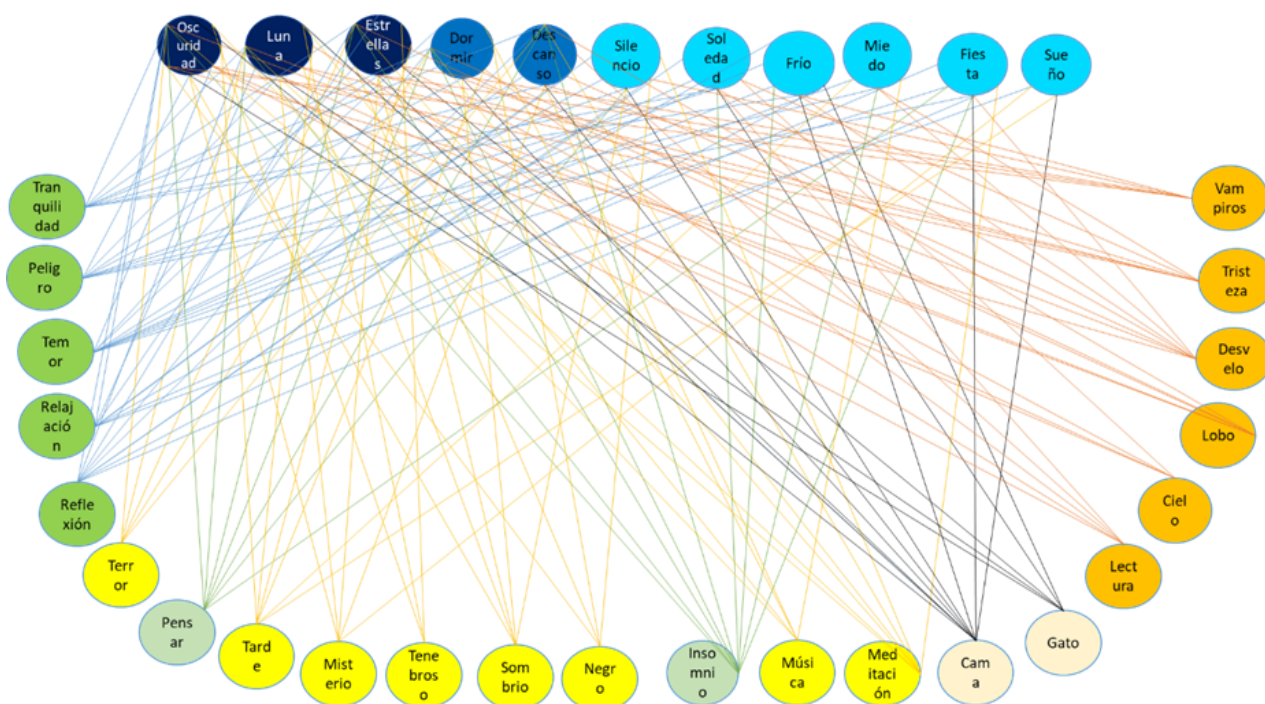 Osc
urid
ad
Lun
a
Estr
ella
s
Dor
mir
Des
can
so
Sile
ncio
Sol
eda
d
Frío
Mie
do
Fies
ta
Sue
ño
Tran
quili
dad
Vam
piros
Pelig
ro
Trist
eza
Tem
or
Desv
elo
Relaj
ació
n
Lobo
Refle
xión
Ciel
o
Terr
or
Lect
ura
Pens
ar
Tard
e
Mist
erio
Tene
bros
o
Som
brio
Negr
o
Inso
mni
o
Músi
ca
Med
itaci
ón
Cam
a
Gato